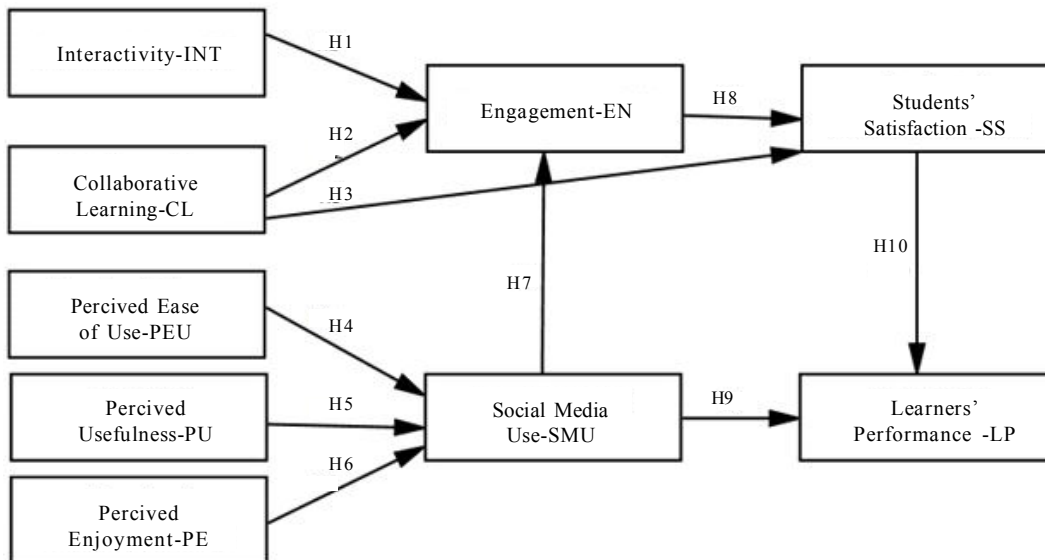 Interactivity-INT
H1
Engagement-EN
H8
Students'
Satisfaction -SS
H2
Collaborative
Learning-CL
H3
H10
H7
Percived Ease
of Use-PEU
H4
Percived
Usefulness-PU
H5
Social Media
Use-SMU
H9
Learners'
Performance -LP
H6
Percived
Enjoyment-PE